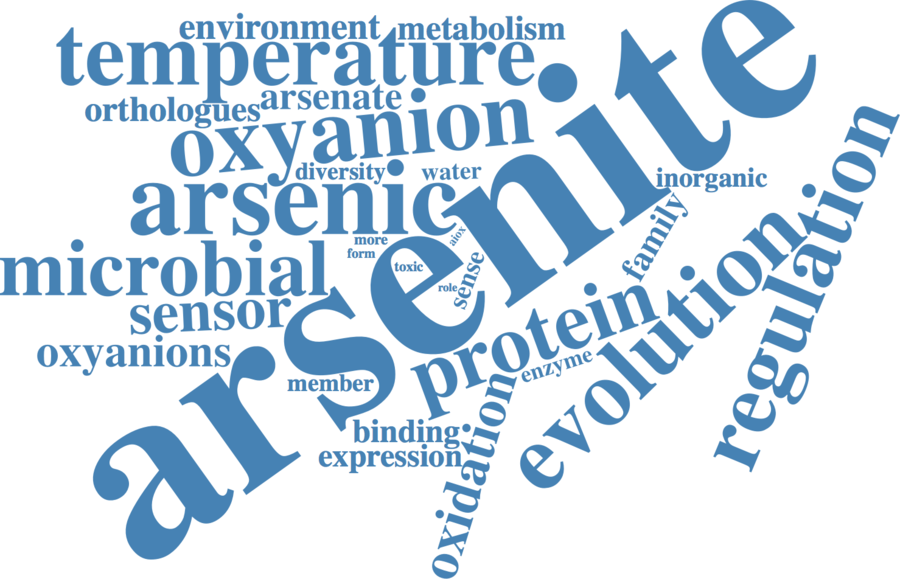 environment metabolism
temperature
orthologues arsenate
oxyanion
diversity water
arsenic
inorganic
arsenite
more
form
aiox
toxic
role
sense
family
microbial
sensor
oxyanions
member
protein
enzyme
evolution
regulation
binding
expression
oxidation